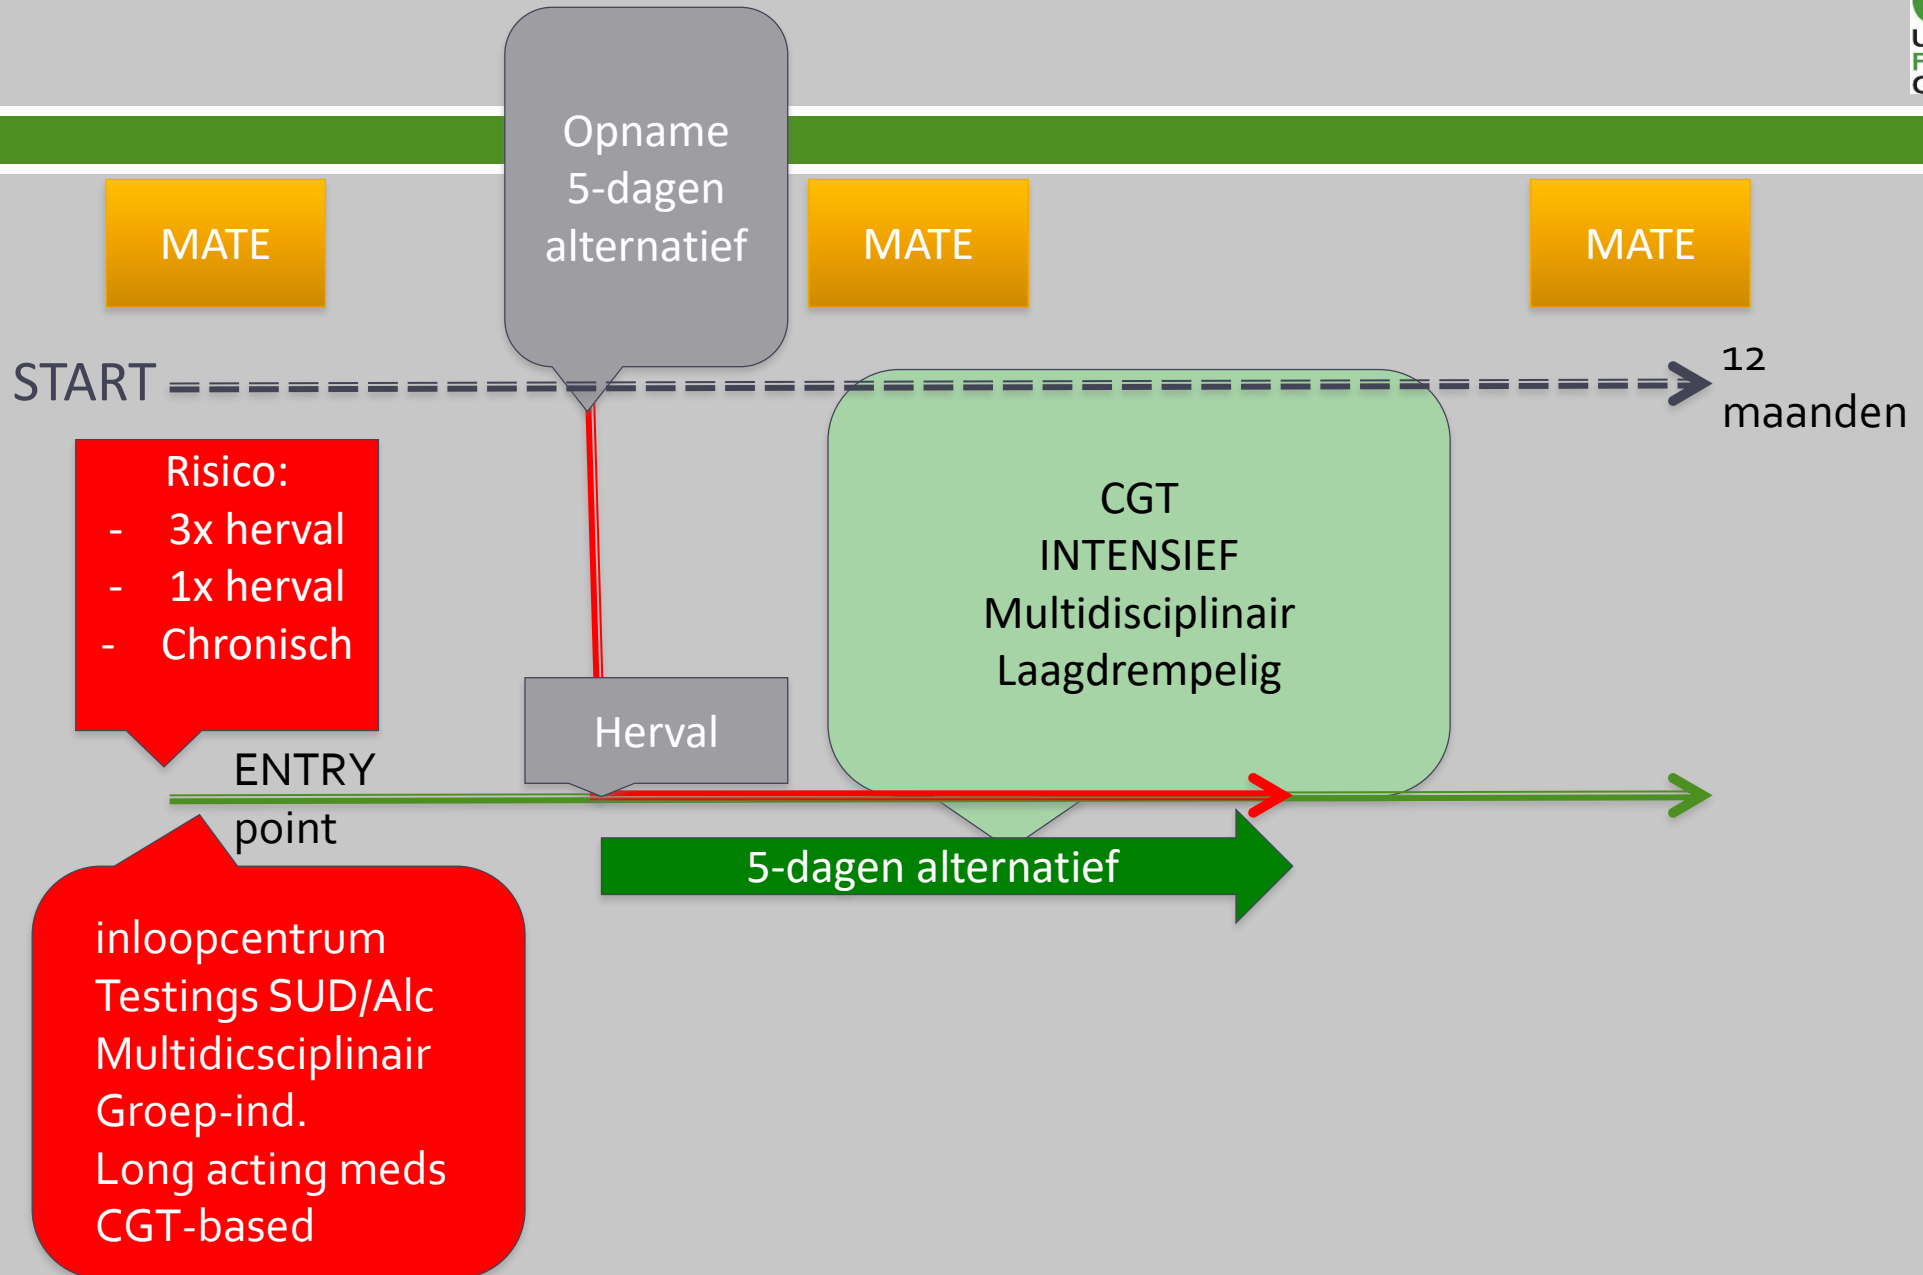 Opname
5-dagen
alternatief
MATE
MATE
MATE
START
12
maanden
Risico:
- 3x herval
- 1x herval
- Chronisch
CGT
INTENSIEF
Multidisciplinair
Laagdrempelig
Herval
ENTRY
point
5-dagen alternatief
inloopcentrum
Testings SUD/Alc
Multidicsciplinair
Groep-ind.
Long acting meds
CGT-based